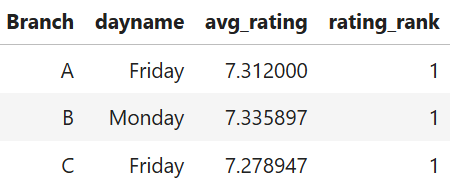 Branch dayname avg_rating rating_rank
A Friday 7.312000 1
B Monday 7.335897 1
C Friday 7.278947 1